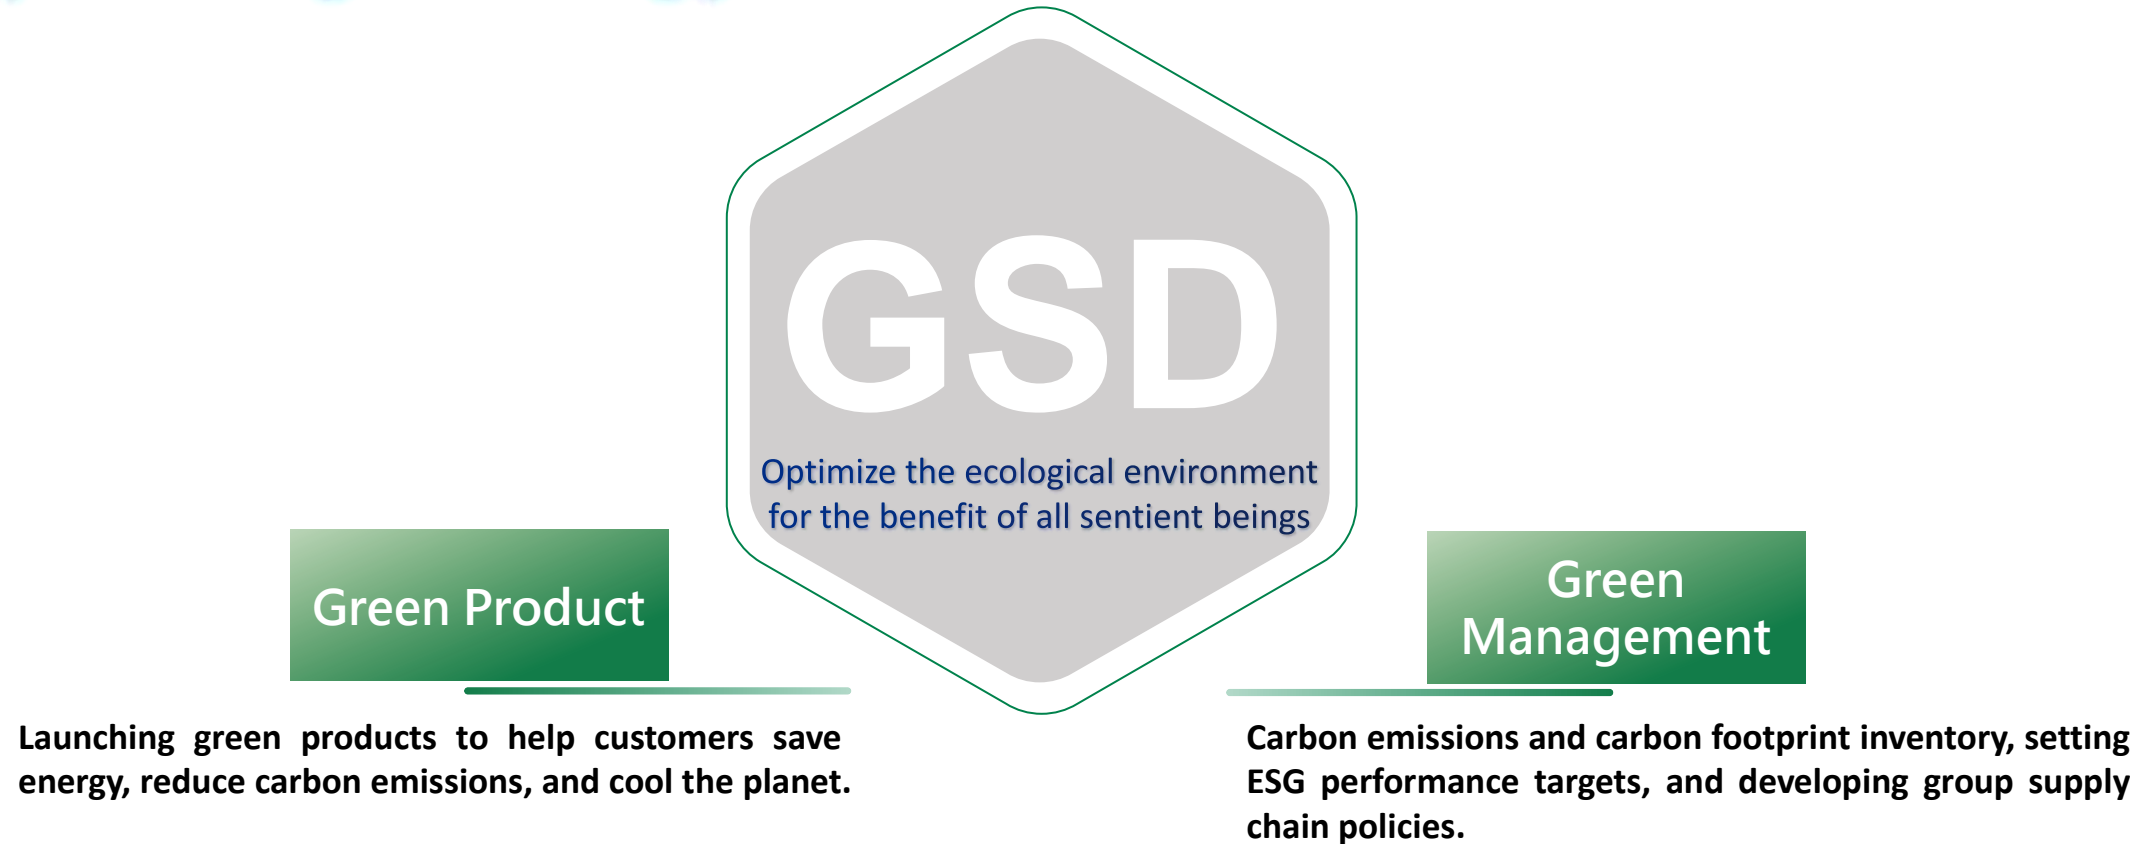 GSD
Optimize the ecological environment
for the benefit of all sentient beings
Green Product
Launching green products to help customers save
energy, reduce carbon emissions, and cool the planet.
Green
Management
Carbon emissions and carbon footprint inventory, setting
ESG performance targets, and developing group supply
chain policies.